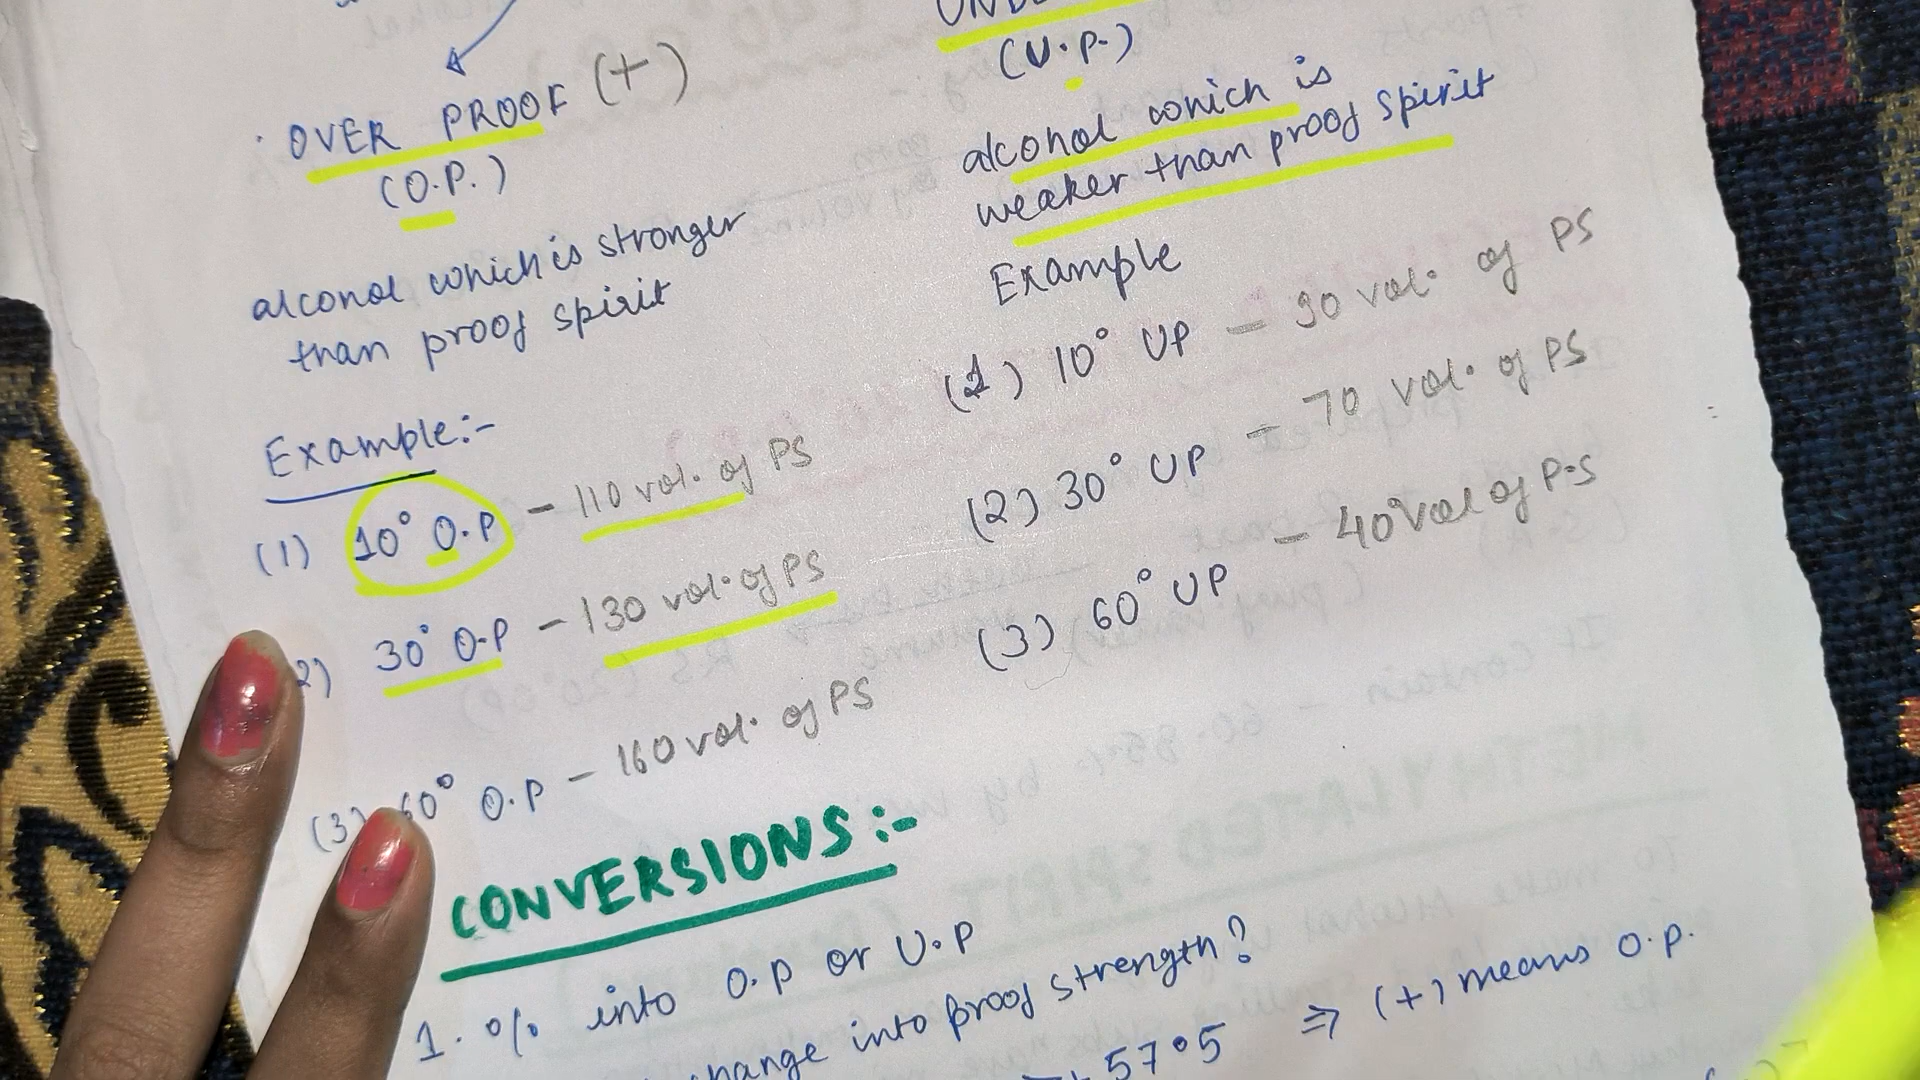 OVER PROOF (+)
(O.P.)
alcohol which is stronger
than proof spirit
Example:-
(1) 10° O.P - 110 vol. of PS
2) 30° O.P - 130 vol. of PS
(3) 60° O.P - 160 vol. of PS
(U.P.)
alcohol which is
weaker than proof spirit
Example
(1) 10° UP - 90 vol. of PS
(2) 30° UP - 70 vol. of PS
(3) 60° UP - 40 vol of P.S
CONVERSIONS:-
1. % into O.P or U.P
into proof strength?
57.5 ⇒ (+) means O.P.